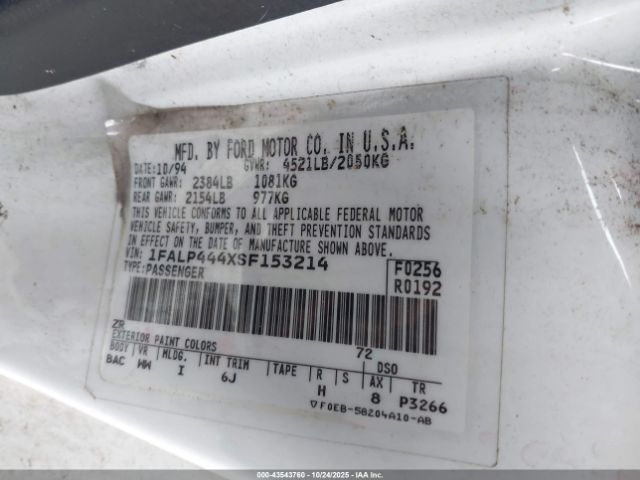 MFD. BY FORD MOTOR CO. IN U.S.A.
DATE: 10/94 GVWR: 4521LB/2050KG
FRONT GAWR: 2384LB 1081KG
REAR GAWR: 2154LB 977KG
THIS VEHICLE CONFORMS TO ALL APPLICABLE FEDERAL MOTOR
VEHICLE SAFETY, BUMPER, AND THEFT PREVENTION STANDARDS
IN EFFECT ON THE DATE OF MANUFACTURE SHOWN ABOVE.
VIN: 1FALP444XSF153214 F0256
TYPE: PASSENGER R0192
ZR 72
EXTERIOR PAINT COLORS DSO
BODY VR MLDG. INT TRIM TAPE R S AX TR
BAC WW I 6J H 8 P3266
F0EB-58204A10-AB
000-43543760 - 10/24/2025 - IAAI.COM